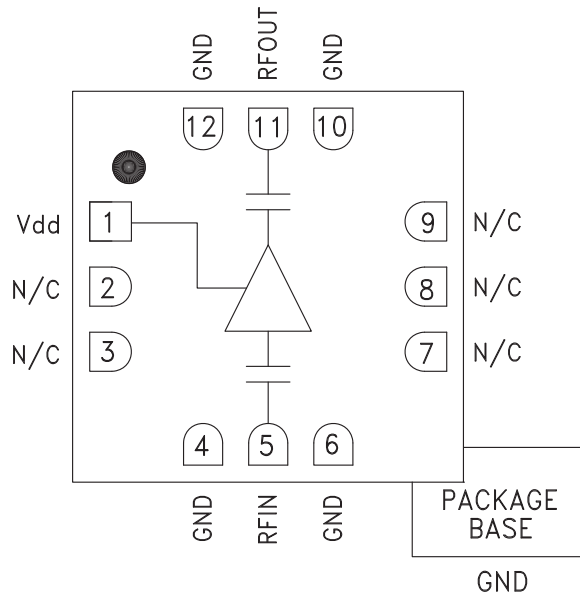 GND
RFOUT
GND
12
11
10
Vdd
1
9
N/C
N/C
2
8
N/C
N/C
3
7
N/C
4
5
6
GND
RFIN
GND
PACKAGE
BASE
GND